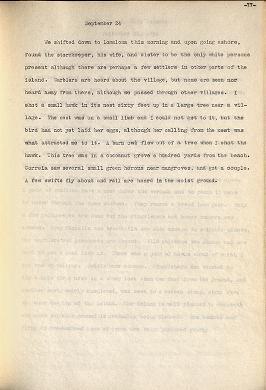 -77-
September 24
We shifted down to Lomaloma this morning and upon going ashore,
found the storekeeper, his wife, and sister to be the only white persons
present although there are perhaps a few settlers in other parts of the
island. Warblers are heard about the village, but none are seen nor
heard away from there, although we passed through other villages. I
shot a small hawk in its nest sixty feet up in a large tree near a vil-
lage. The nest was on a small limb and I could not get to it, but the
bird had not yet laid her eggs, although her calling from the nest was
what attracted me to it. A barn owl flew out of a tree when I shot the
hawk. This tree was in a coconut grove a hundred yards from the beach.
Correia saw several small green herons near mangroves, and got a couple.
A few swifts fly about and rail are heard in the moist ground.